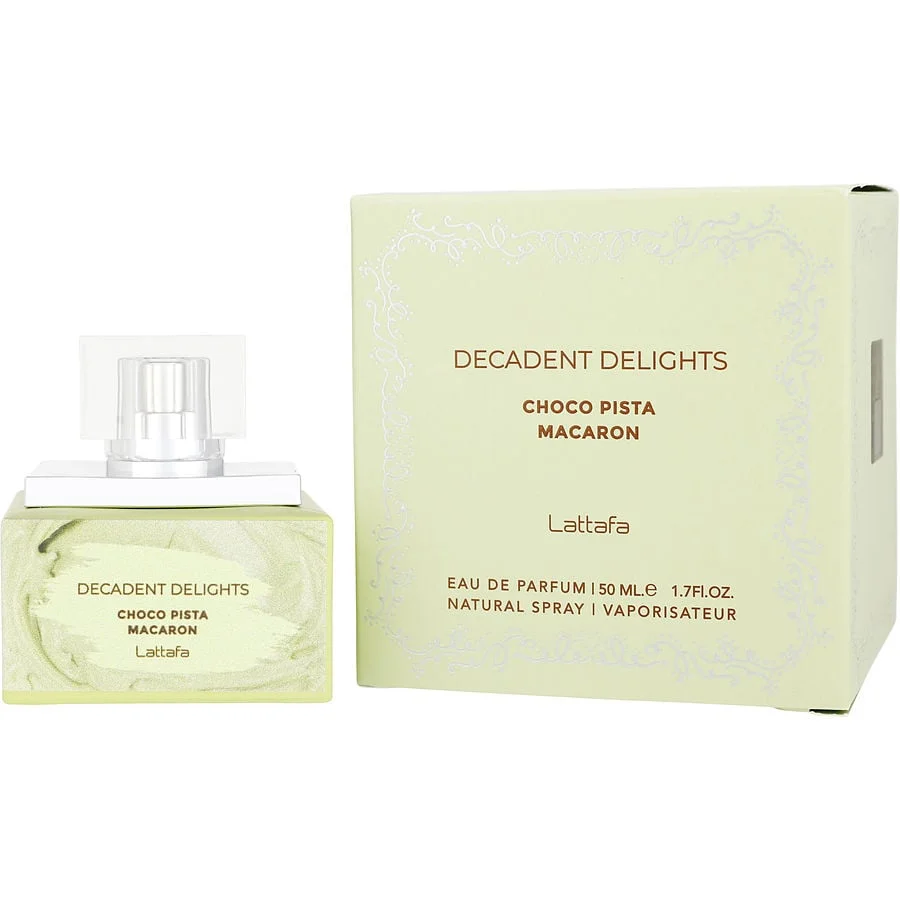 DECADENT DELIGHTS
CHOCO PISTA
MACARON
Lattafa
EAU DE PARFUM | 50 ML.e 1.7Fl.OZ.
NATURAL SPRAY | VAPORISATEUR
DECADENT DELIGHTS
CHOCO PISTA
MACARON
Lattafa